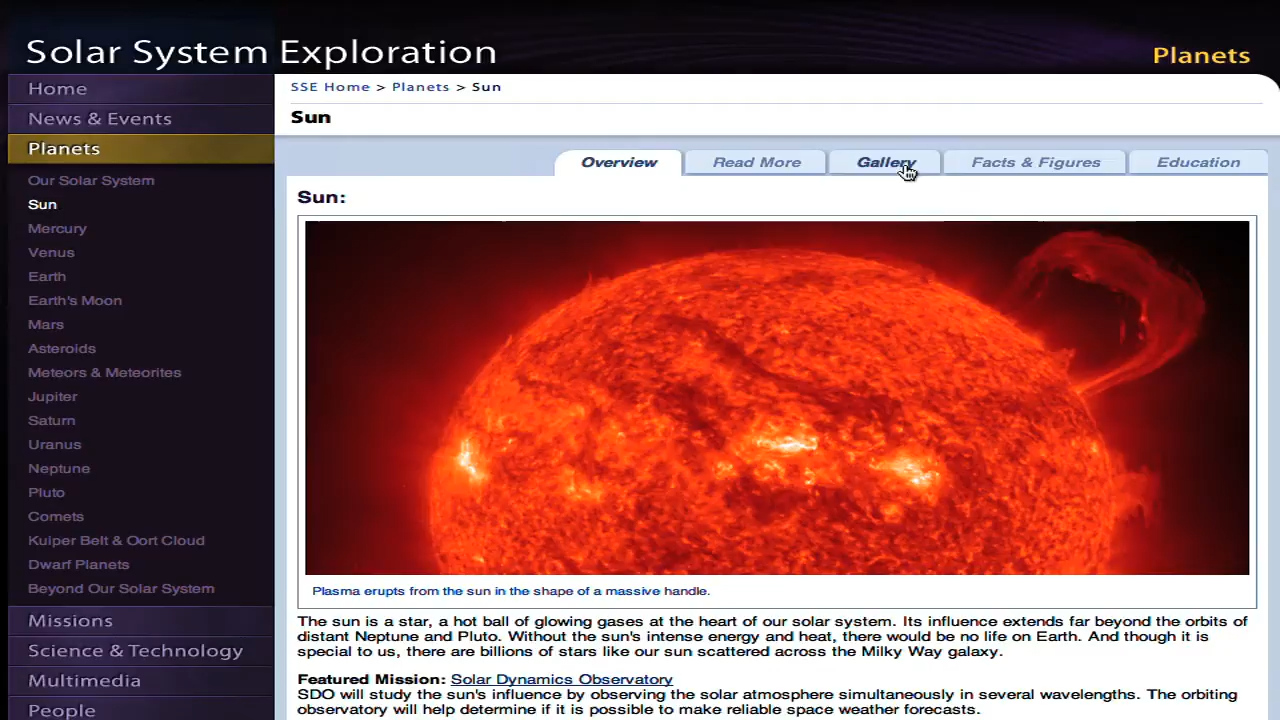 Solar System Exploration
Planets
Home
News & Events
Planets
Our Solar System
Sun
Mercury
Venus
Earth
Earth's Moon
Mars
Asteroids
Meteors & Meteorites
Jupiter
Saturn
Uranus
Neptune
Pluto
Comets
Kuiper Belt & Oort Cloud
Dwarf Planets
Beyond Our Solar System
Missions
Science & Technology
Multimedia
People
SSE Home > Planets > Sun
Sun
Overview
Read More
Gallery
Facts & Figures
Education
Sun:
Plasma erupts from the sun in the shape of a massive handle.
The sun is a star, a hot ball of glowing gases at the heart of our solar system. Its influence extends far beyond the orbits of
distant Neptune and Pluto. Without the sun's intense energy and heat, there would be no life on Earth. And though it is
special to us, there are billions of stars like our sun scattered across the Milky Way galaxy.
Featured Mission: Solar Dynamics Observatory
SDO will study the sun's influence by observing the solar atmosphere simultaneously in several wavelengths. The orbiting
observatory will help determine if it is possible to make reliable space weather forecasts.